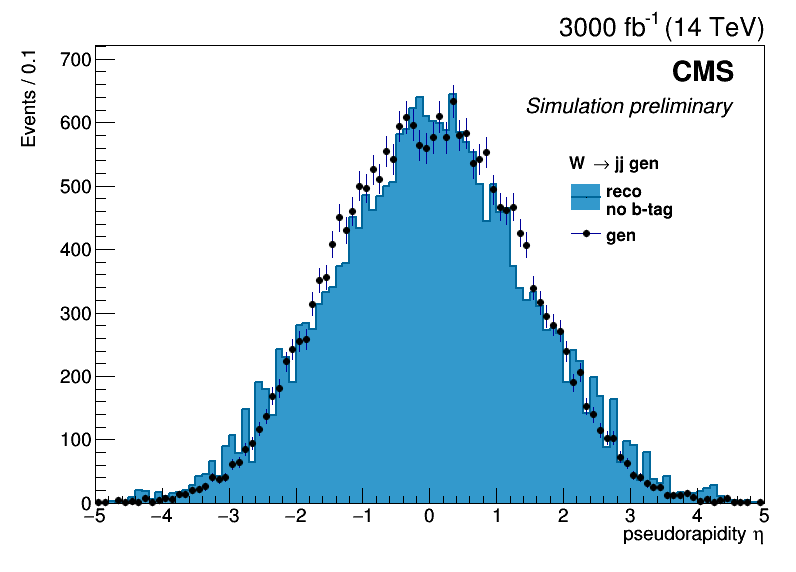 3000 fb-1 (14 TeV)
CMS
Simulation preliminary
W → jj gen
reco
no b-tag
gen
Events / 0.1
700
600
500
400
300
200
100
0
−5 −4 −3 −2 −1 0 1 2 3 4 5
pseudorapidity η